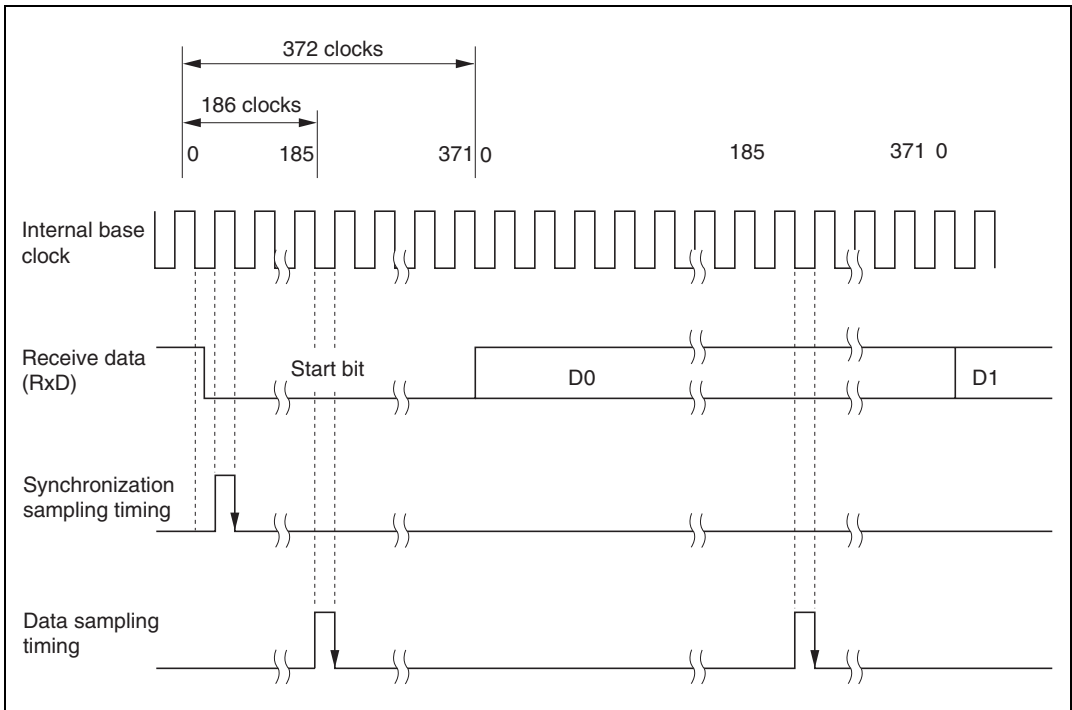 372 clocks
186 clocks
0 185 371 0 185 371 0
Internal base
clock
Receive data
(RxD)
Start bit
D0
D1
Synchronization
sampling timing
Data sampling
timing